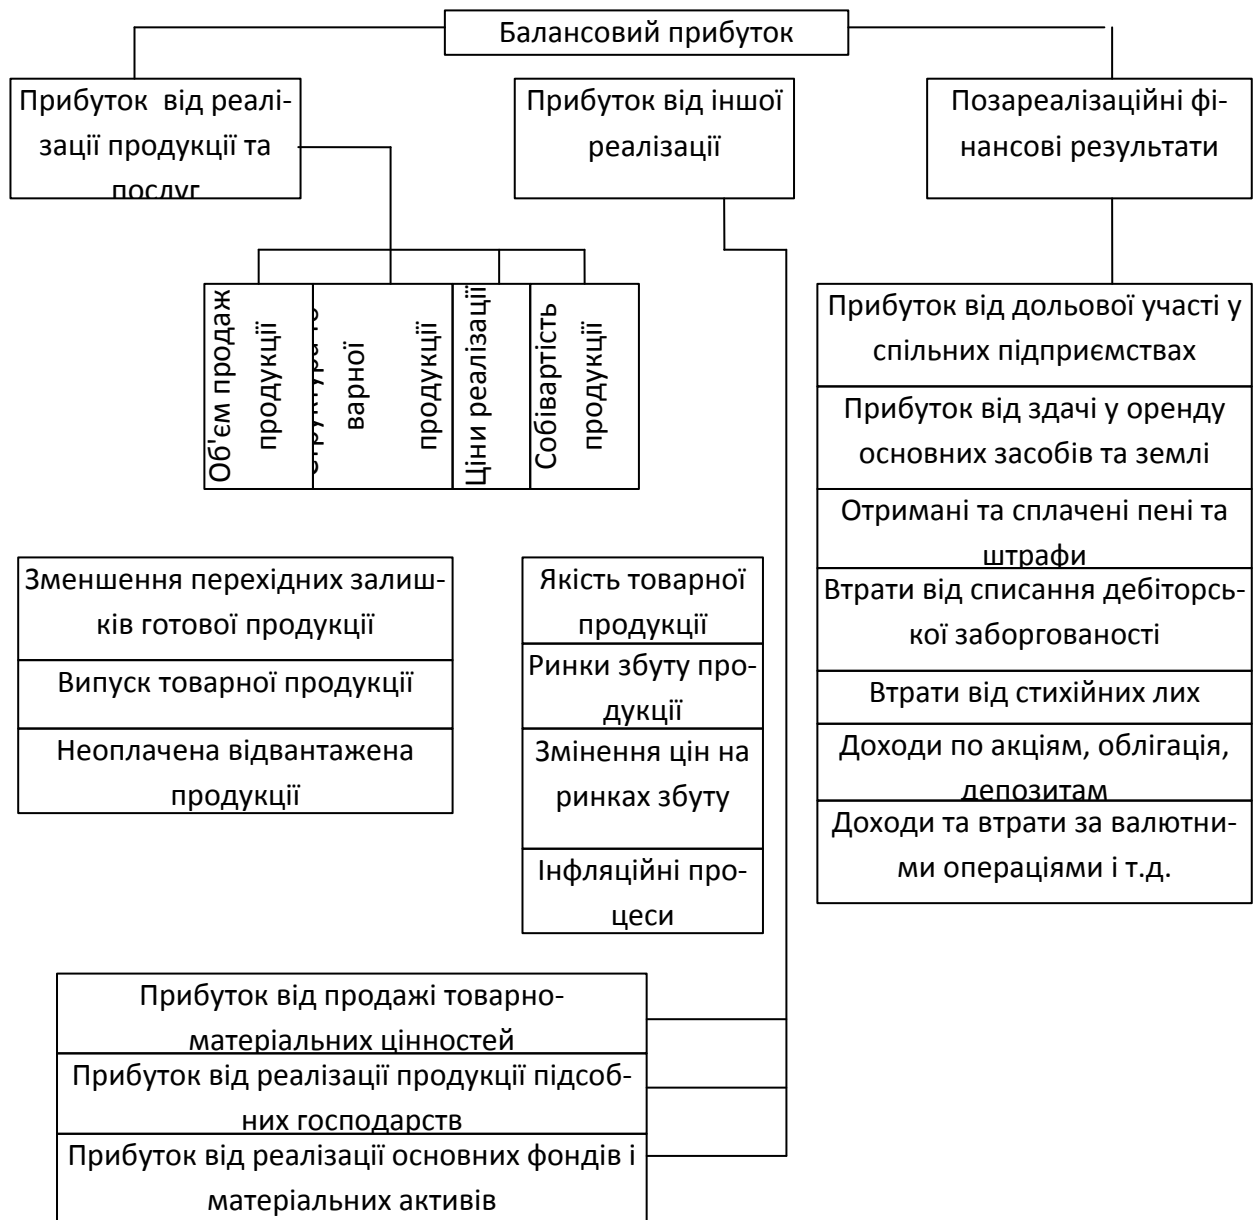 Балансовий прибуток
Прибуток від реалі-
зації продукції та
послуг
Прибуток від іншої
реалізації
Позареалізаційні фі-
нансові результати
Об'єм продаж
продукції
варної
продукції
Ціни реалізації
Собівартість
продукції
Прибуток від дольової участі у
спільних підприємствах
Прибуток від здачі у оренду
основних засобів та землі
Отримані та сплачені пені та
штрафи
Втрати від списання дебіторсь-
кої заборгованості
Втрати від стихійних лих
Доходи по акціям, облігація,
депозитам
Доходи та втрати за валютни-
ми операціями і т.д.
Зменшення перехідних залиш-
ків готової продукції
Випуск товарної продукції
Неоплачена відвантажена
продукції
Якість товарної
продукції
Ринки збуту про-
дукції
Змінення цін на
ринках збуту
Інфляційні про-
цеси
Прибуток від продажі товарно-
матеріальних цінностей
Прибуток від реалізації продукції підсоб-
них господарств
Прибуток від реалізації основних фондів і
матеріальних активів